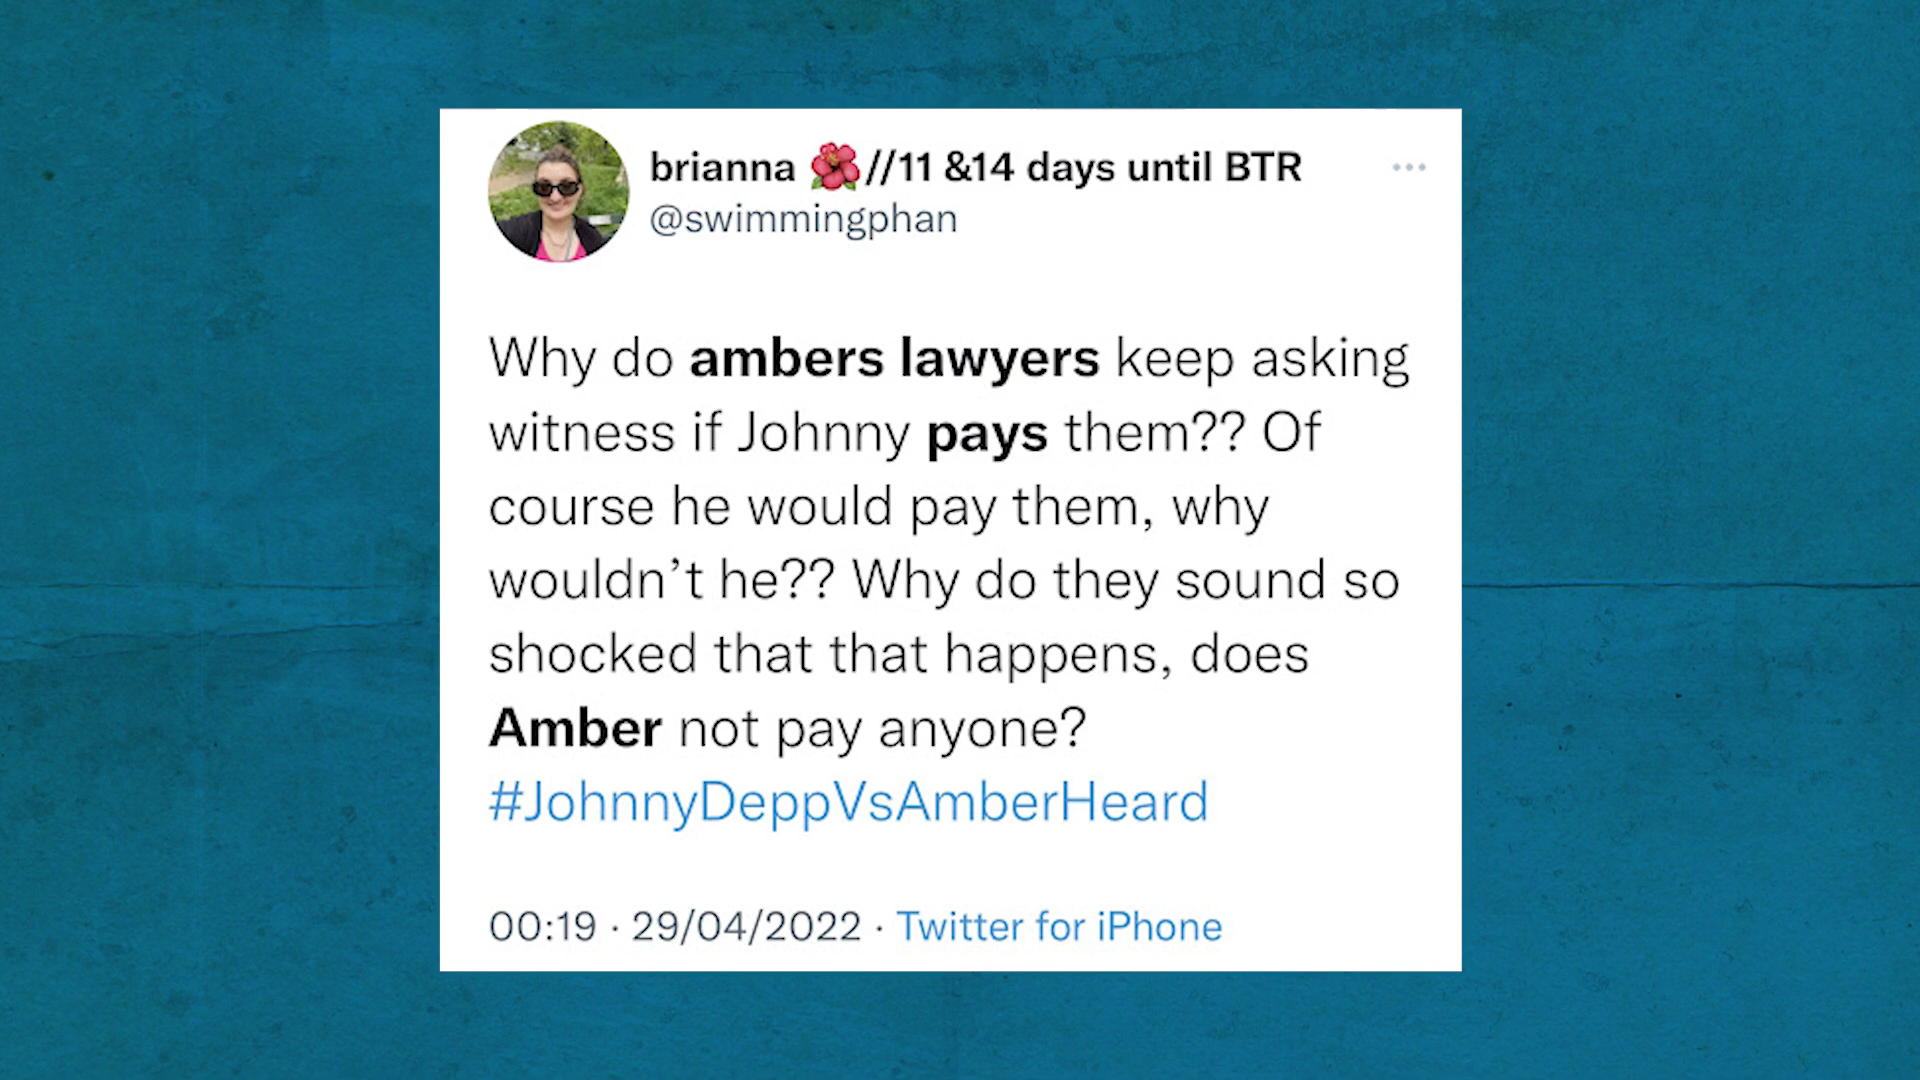 brianna 🌺//11 &14 days until BTR
@swimmingphan
Why do ambers lawyers keep asking
witness if Johnny pays them?? Of
course he would pay them, why
wouldn’t he?? Why do they sound so
shocked that that happens, does
Amber not pay anyone?
#JohnnyDeppVsAmberHeard
00:19 · 29/04/2022 · Twitter for iPhone